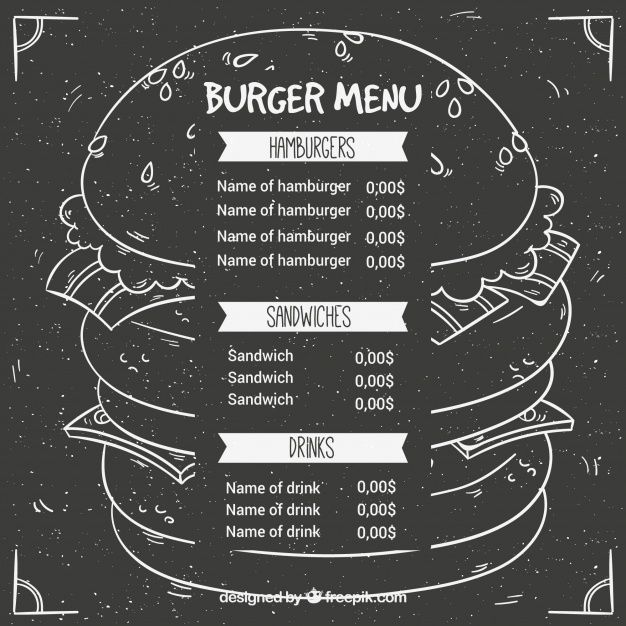 BURGER MENU
HAMBURGERS
Name of hamburger 0,00$
Name of hamburger 0,00$
Name of hamburger 0,00$
Name of hamburger 0,00$
SANDWICHES
Sandwich 0,00$
Sandwich 0,00$
Sandwich 0,00$
DRINKS
Name of drink 0,00$
Name of drink 0,00$
Name of drink 0,00$
designed by freepik.com